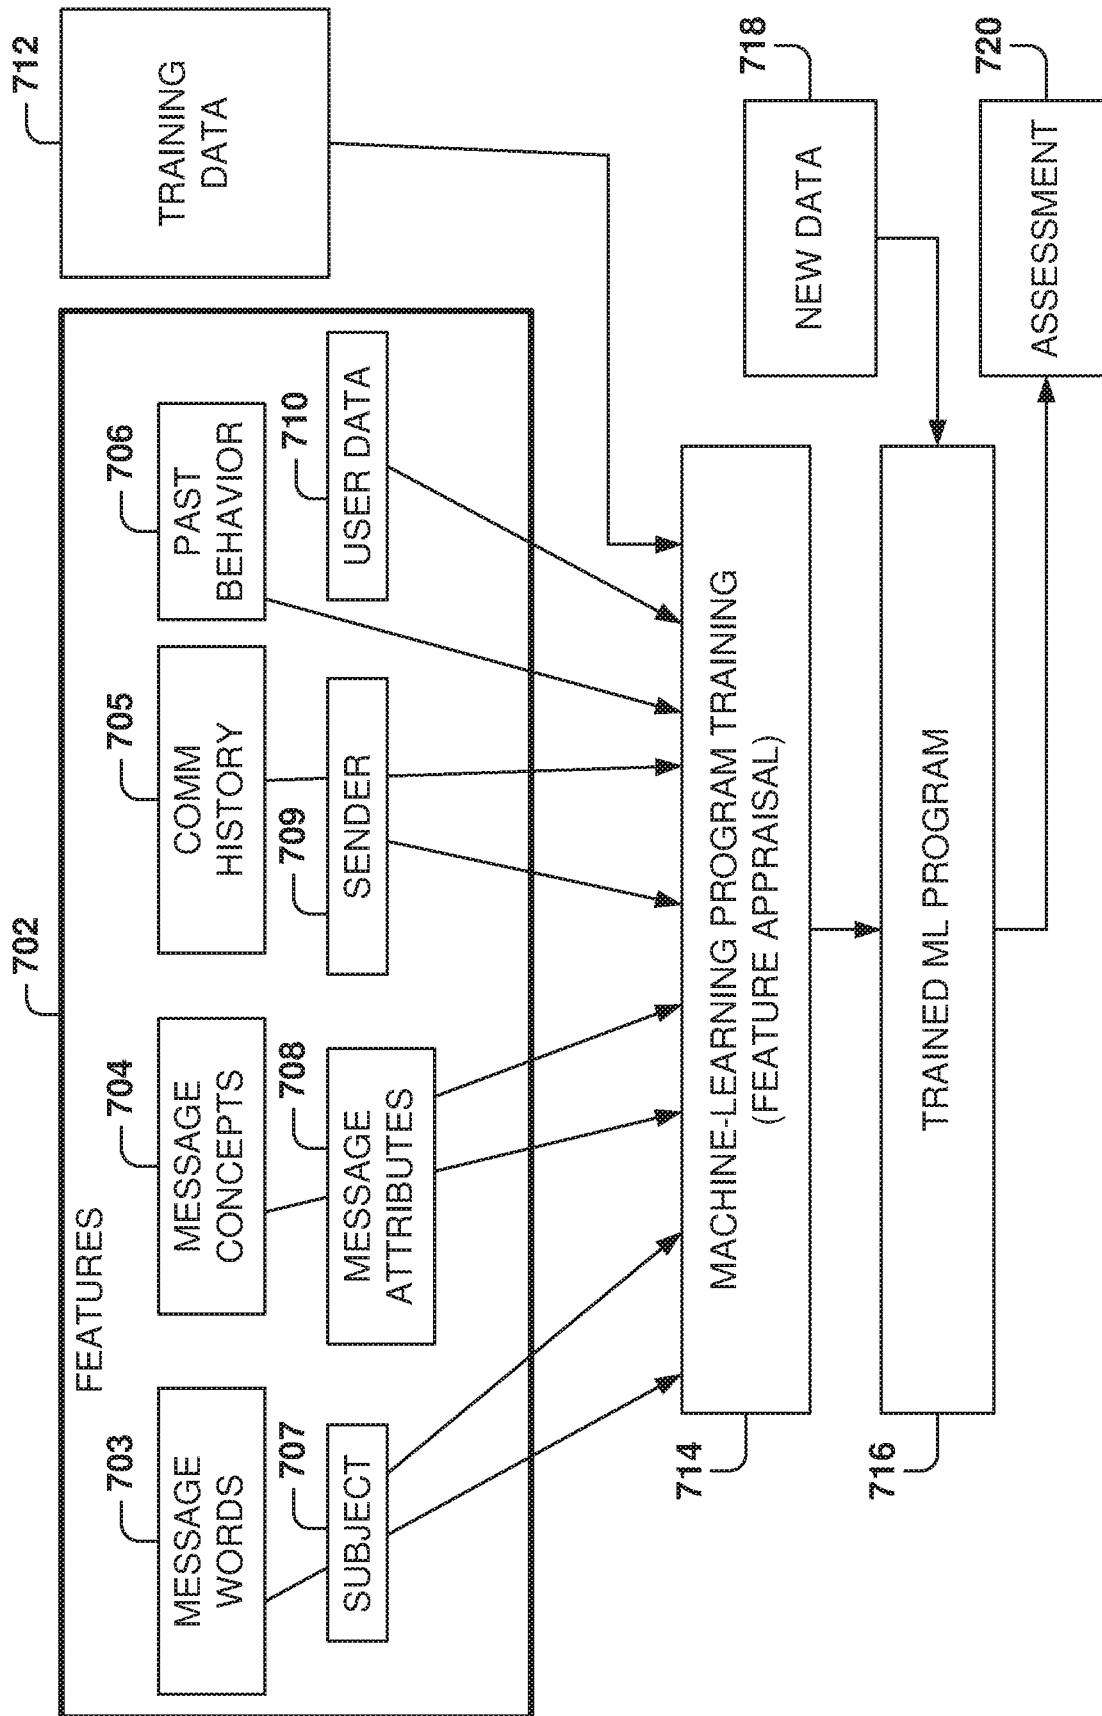 702
712
FEATURES
TRAINING
DATA
703
MESSAGE
WORDS
704
MESSAGE
CONCEPTS
705
COMM
HISTORY
706
PAST
BEHAVIOR
707
SUBJECT
708
MESSAGE
ATTRIBUTES
709
SENDER
710
USER DATA
714
MACHINE-LEARNING PROGRAM TRAINING
(FEATURE APPRAISAL)
718
NEW DATA
716
TRAINED ML PROGRAM
720
ASSESSMENT